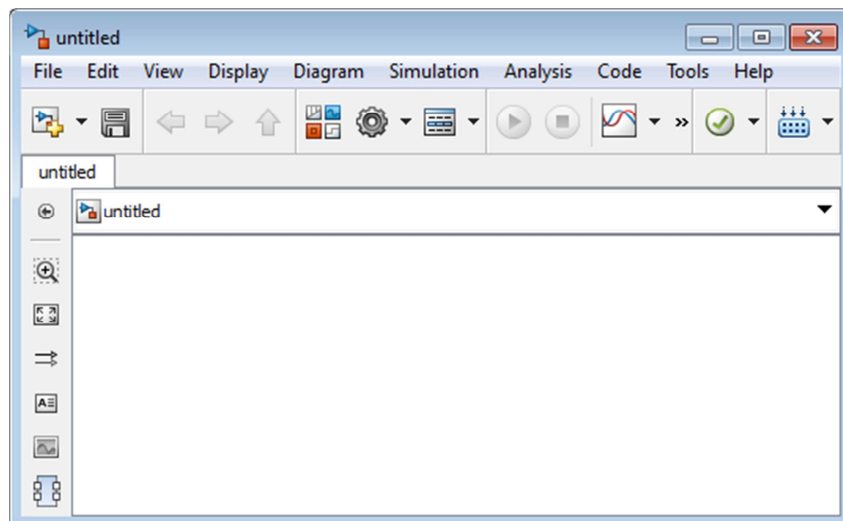 untitled
File Edit View Display Diagram Simulation Analysis Code Tools Help
untitled
untitled